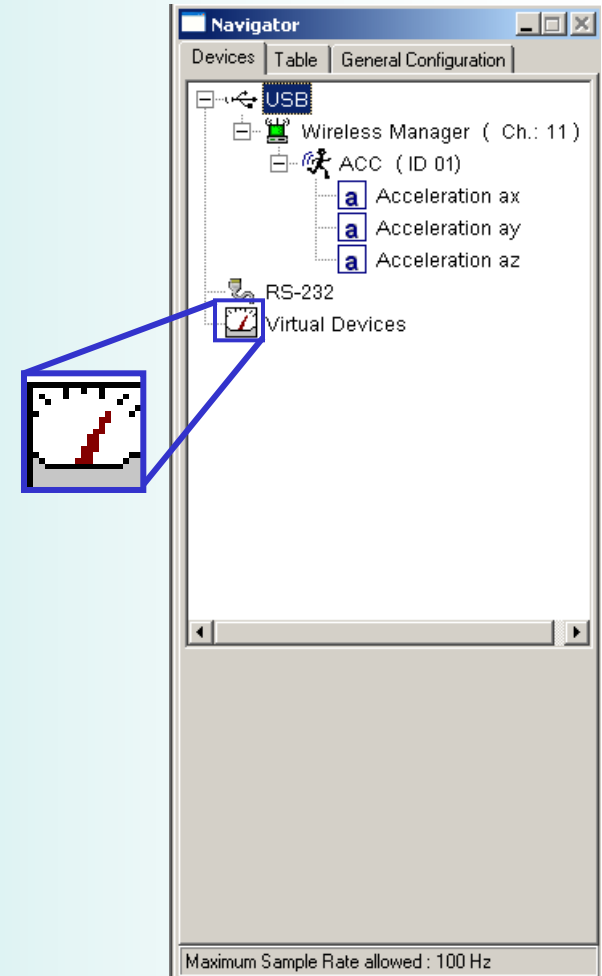 Navigator
Devices Table General Configuration
USB
Wireless Manager ( Ch.: 11 )
ACC ( ID 01)
a Acceleration ax
a Acceleration ay
a Acceleration az
RS-232
Virtual Devices
Maximum Sample Rate allowed : 100 Hz